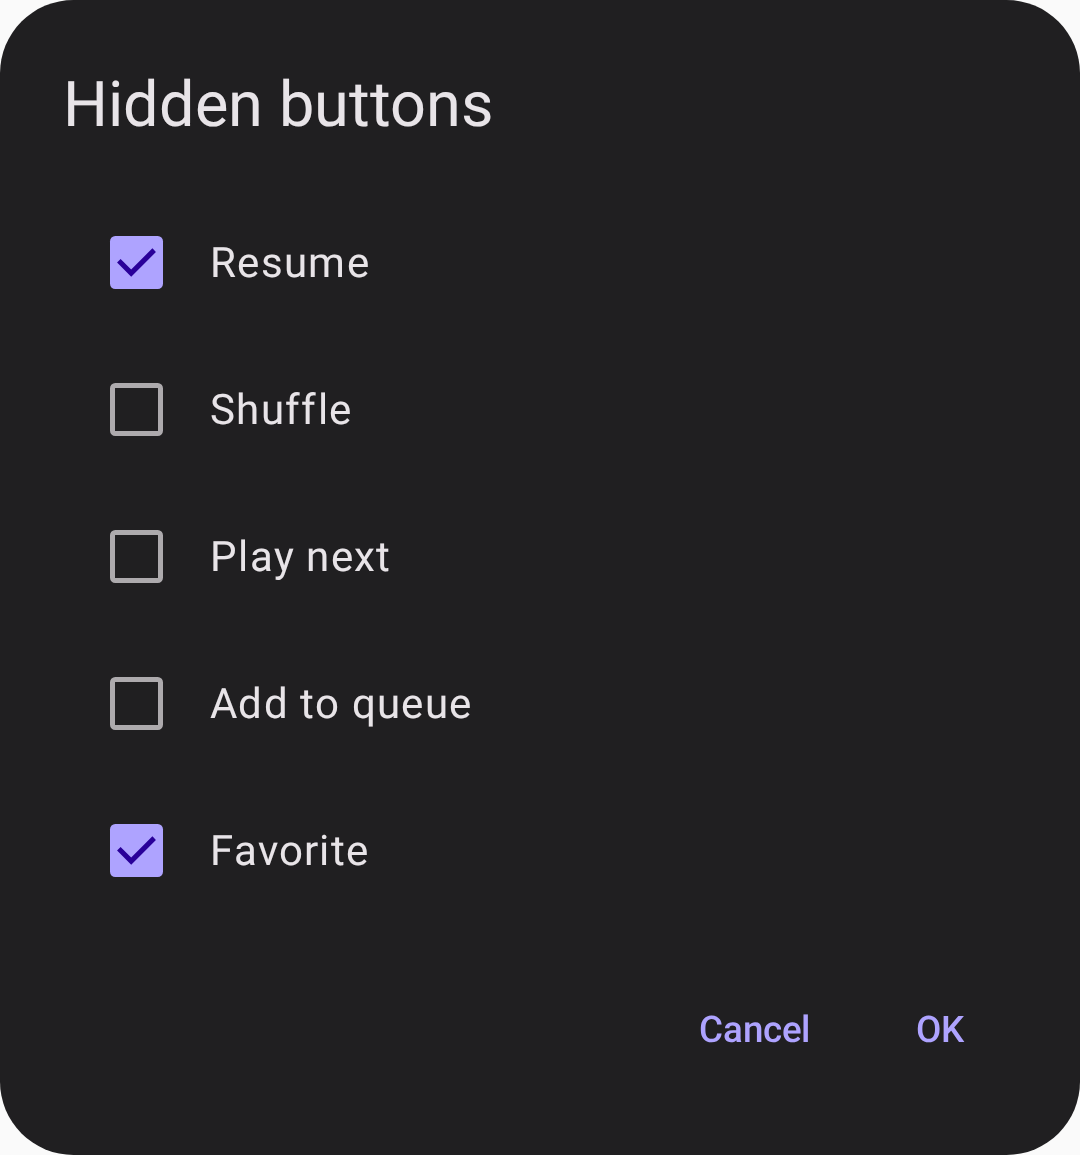 Hidden buttons
Resume
Shuffle
Play next
Add to queue
Favorite
Cancel OK